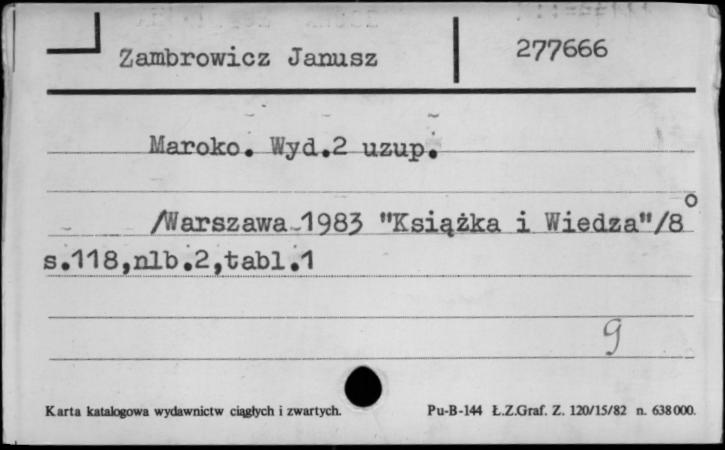 Zambrowicz Janusz 277666
Maroko. Wyd.2 uzup.
/Warszawa 1983 "Książka i Wiedza"/8°
s.118,nlb.2,tabl.1
9
Karta katalogowa wydawnictw ciągłych i zwartych. Pu-B-144 Ł.Z.Graf. Z. 120/15/82 n. 638000.